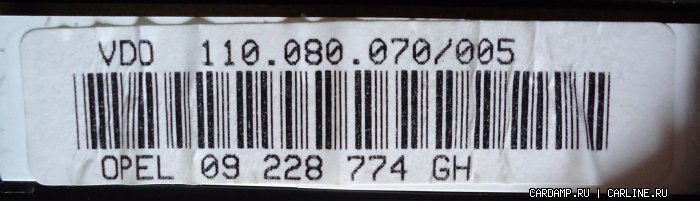 VDO 110.080.070/005
OPEL 09 228 774 GH
CARDAMP.RU | CARLINE.RU